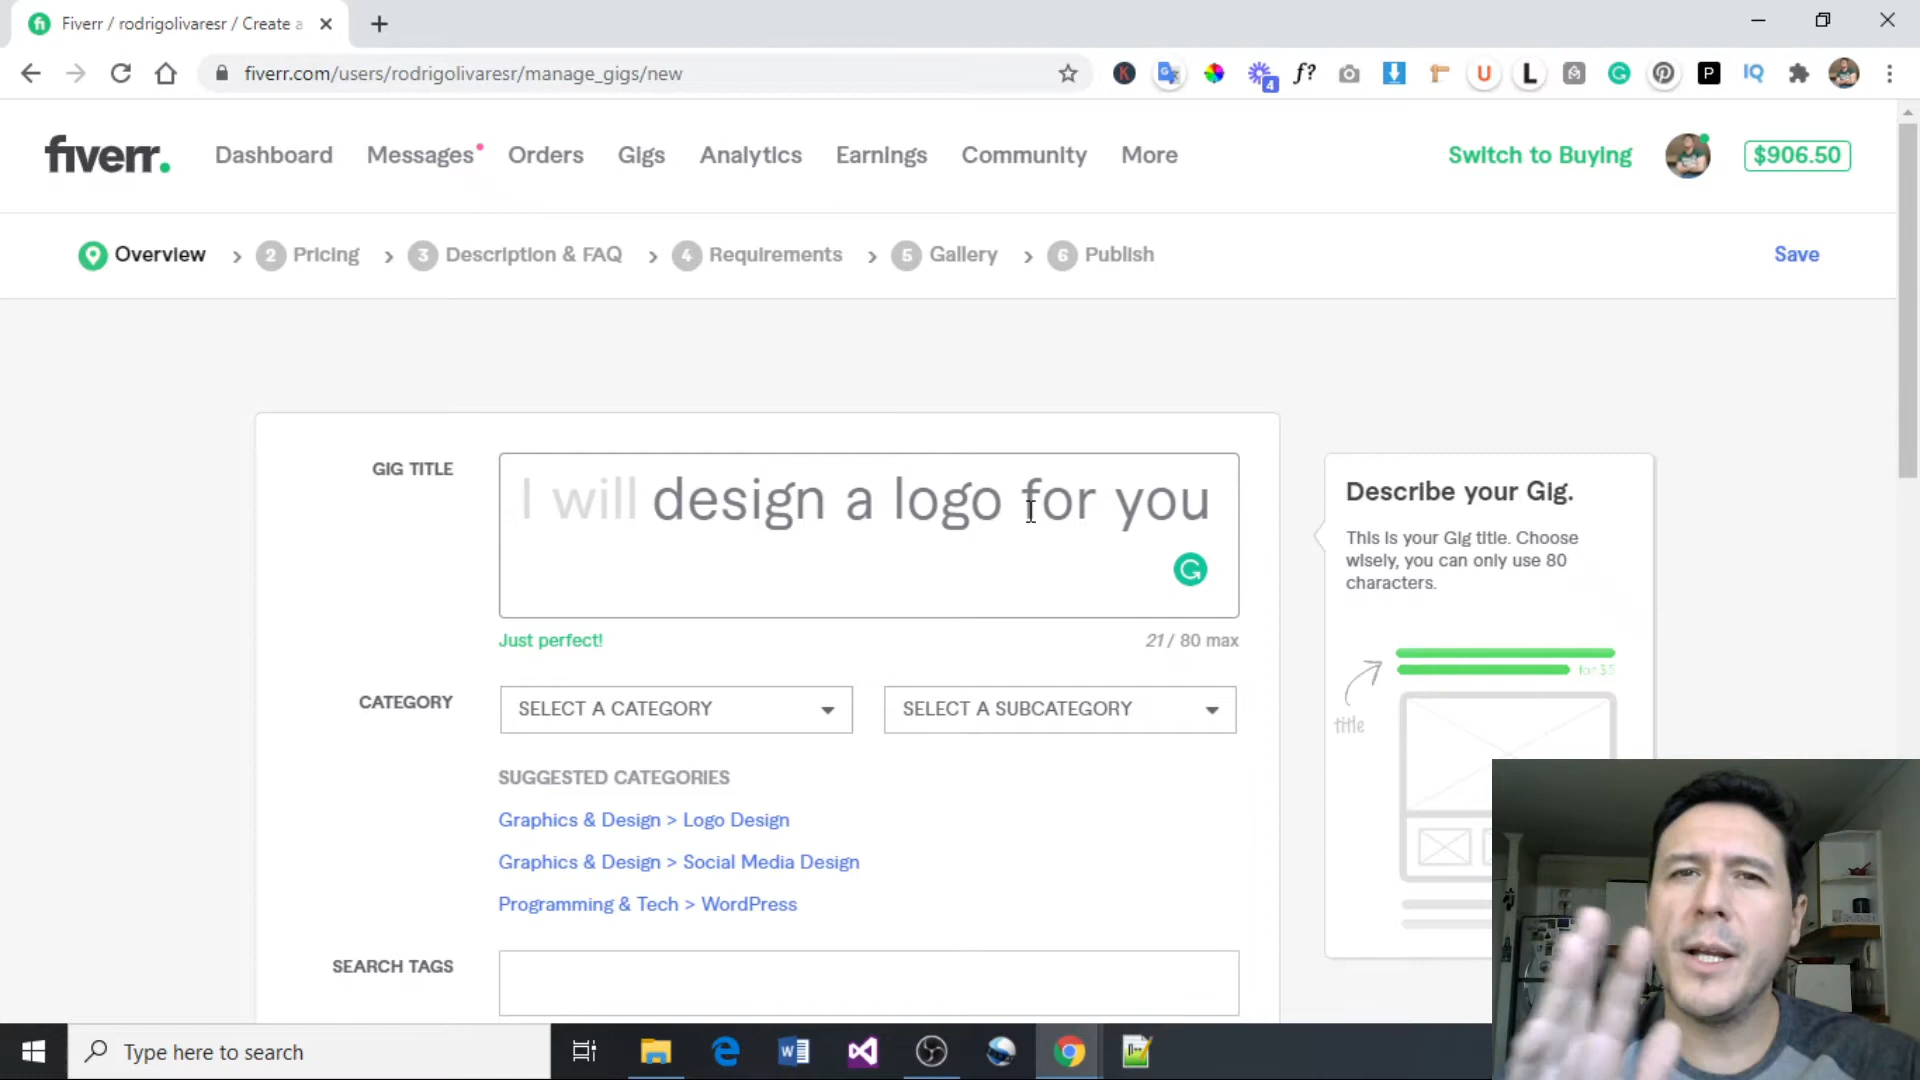 Fiverr / rodrigolivaresr / Create a
fiverr.com/users/rodrigolivaresr/manage_gigs/new
K
4
f?
U
L
P
IQ
fiverr.
Dashboard
Messages
Orders
Gigs
Analytics
Earnings
Community
More
Switch to Buying
$906.50
Overview
2 Pricing
3 Description & FAQ
4 Requirements
5 Gallery
6 Publish
Save
GIG TITLE
I will design a logo for you
Just perfect!
21 / 80 max
Describe your Gig.
This is your Gig title. Choose
wisely, you can only use 80
characters.
for $5
title
CATEGORY
SELECT A CATEGORY
SELECT A SUBCATEGORY
SUGGESTED CATEGORIES
Graphics & Design > Logo Design
Graphics & Design > Social Media Design
Programming & Tech > WordPress
SEARCH TAGS
Type here to search